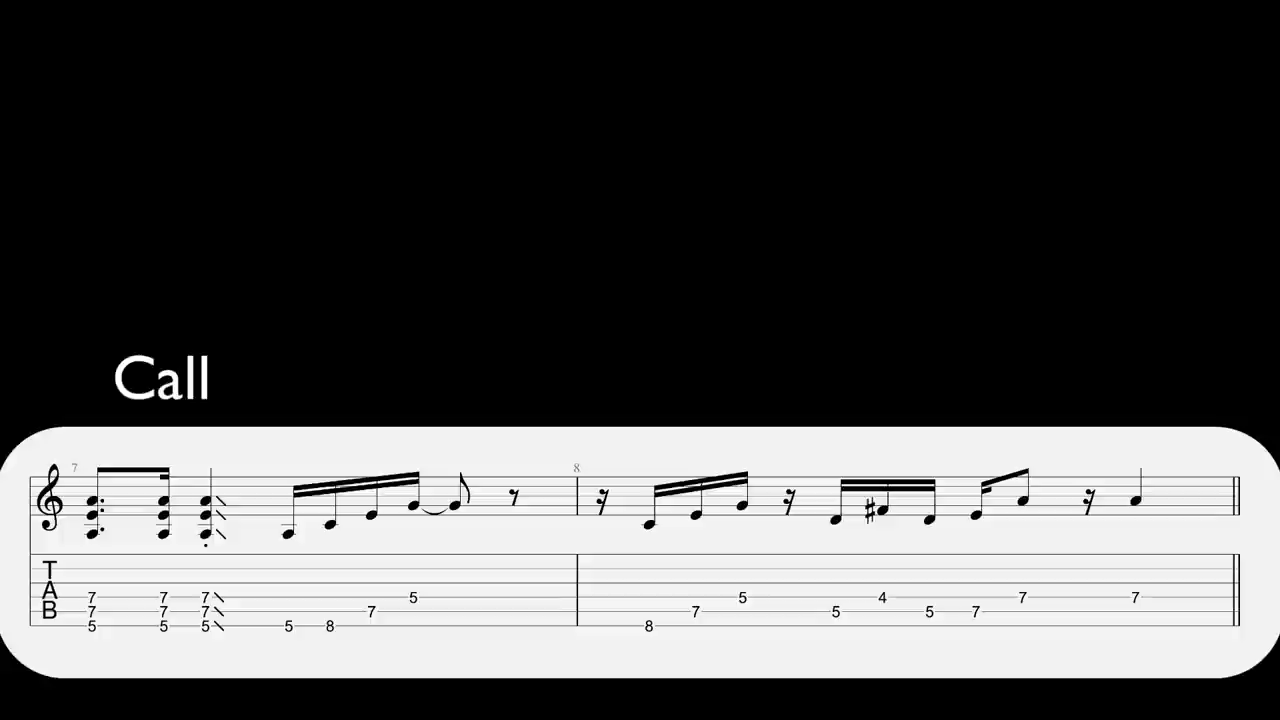 Call
7 8
T
A 7 7 7 5 5 4 7 7
B 7 7 7 7 7 5 5 7
5 5 5 5 8 8